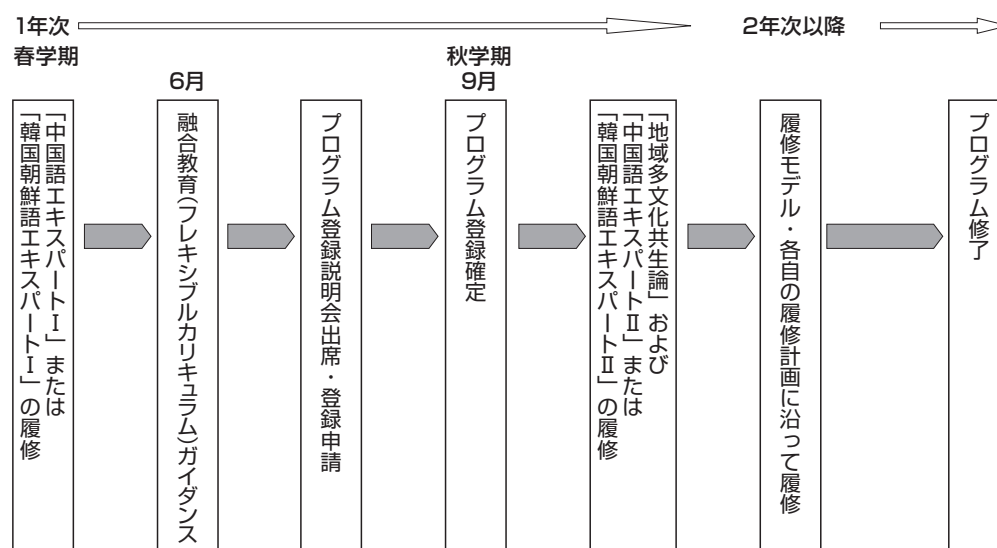 1年次
2年次以降
春学期
秋学期
6月
9月
「中国語エキスパートⅠ」または
「韓国朝鮮語エキスパートⅠ」の履修
融合教育(フレキシブルカリキュラム)ガイダンス
プログラム登録説明会出席・登録申請
プログラム登録確定
「地域多文化共生論」および
「中国語エキスパートⅡ」または
「韓国朝鮮語エキスパートⅡ」の履修
履修モデル・各自の履修計画に沿って履修
プログラム修了